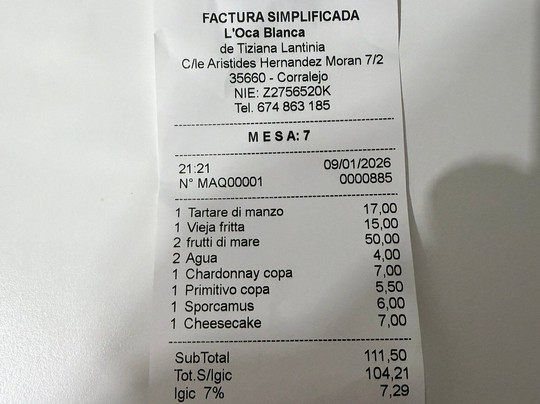 FACTURA SIMPLIFICADA
L'Oca Blanca
de Tiziana Lantinia
C/le Aristides Hernandez Moran 7/2
35660 - Corralejo
NIE: Z2756520K
Tel. 674 863 185
MESA: 7
21:21 09/01/2026
N° MAQ00001 0000885
1 Tartare di manzo 17,00
1 Vieja fritta 15,00
2 frutti di mare 50,00
2 Agua 4,00
1 Chardonnay copa 7,00
1 Primitivo copa 5,50
1 Sporcamus 6,00
1 Cheesecake 7,00
SubTotal 111,50
Tot.S/Igic 104,21
Igic 7% 7,29